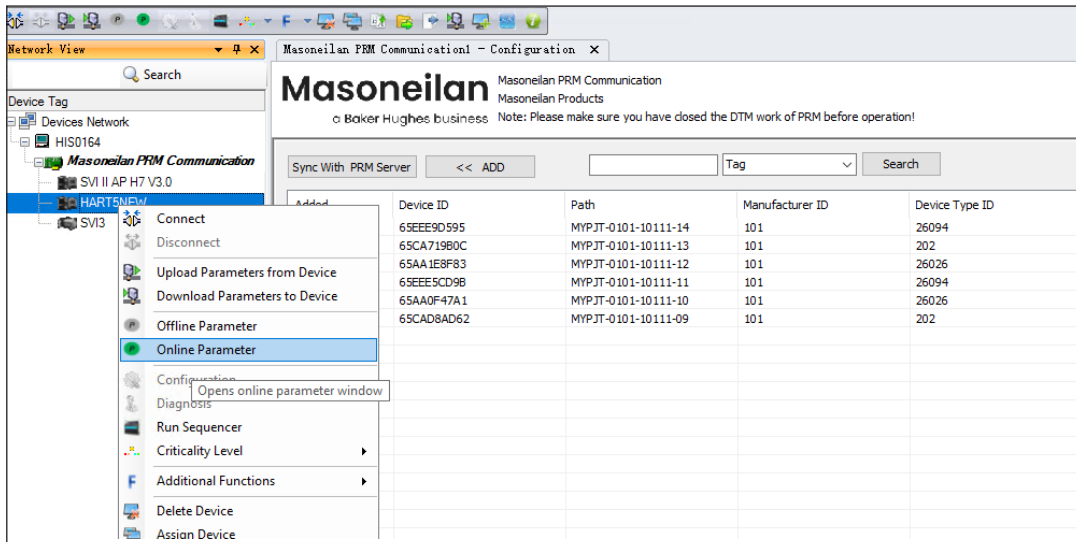 Network View
Masoneilan PRM Communication1 - Configuration
Search
Device Tag
Devices Network
HIS0164
Masoneilan PRM Communication
SVI II AP H7 V3.0
HART5NEW
SVI3
Masoneilan
a Baker Hughes business
Masoneilan PRM Communication
Masoneilan Products
Note: Please make sure you have closed the DTM work of PRM before operation!
Sync With PRM Server
<< ADD
Tag
Search
Added Device ID Path Manufacturer ID Device Type ID
65EEE9D595 MYPJT-0101-10111-14 101 26094
65CA719B0C MYPJT-0101-10111-13 101 202
65AA1E8F83 MYPJT-0101-10111-12 101 26026
65EEE5CD9B MYPJT-0101-10111-11 101 26094
65AA0F47A1 MYPJT-0101-10111-10 101 26026
65CAD8AD62 MYPJT-0101-10111-09 101 202
Connect
Disconnect
Upload Parameters from Device
Download Parameters to Device
Offline Parameter
Online Parameter
Configuration
Opens online parameter window
Diagnosis
Run Sequencer
Criticality Level
F Additional Functions
Delete Device
Assign Device